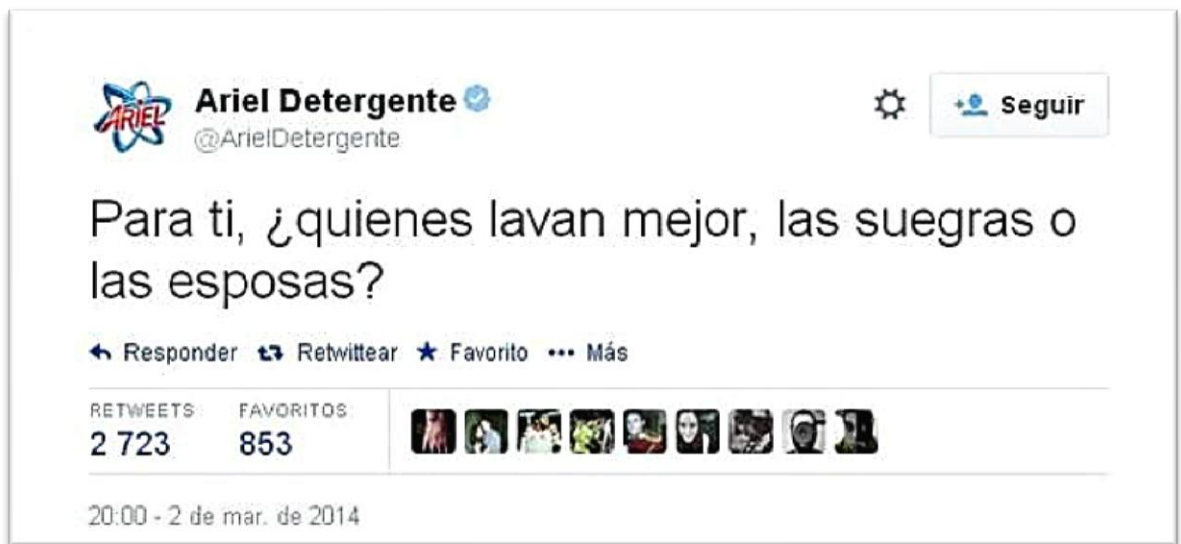 ARIEL
Ariel Detergente
@ArielDetergente
Seguir
Para ti, ¿quienes lavan mejor, las suegras o
las esposas?
Responder Retwittear Favorito Más
RETWEETS FAVORITOS
2 723 853
20:00 - 2 de mar. de 2014